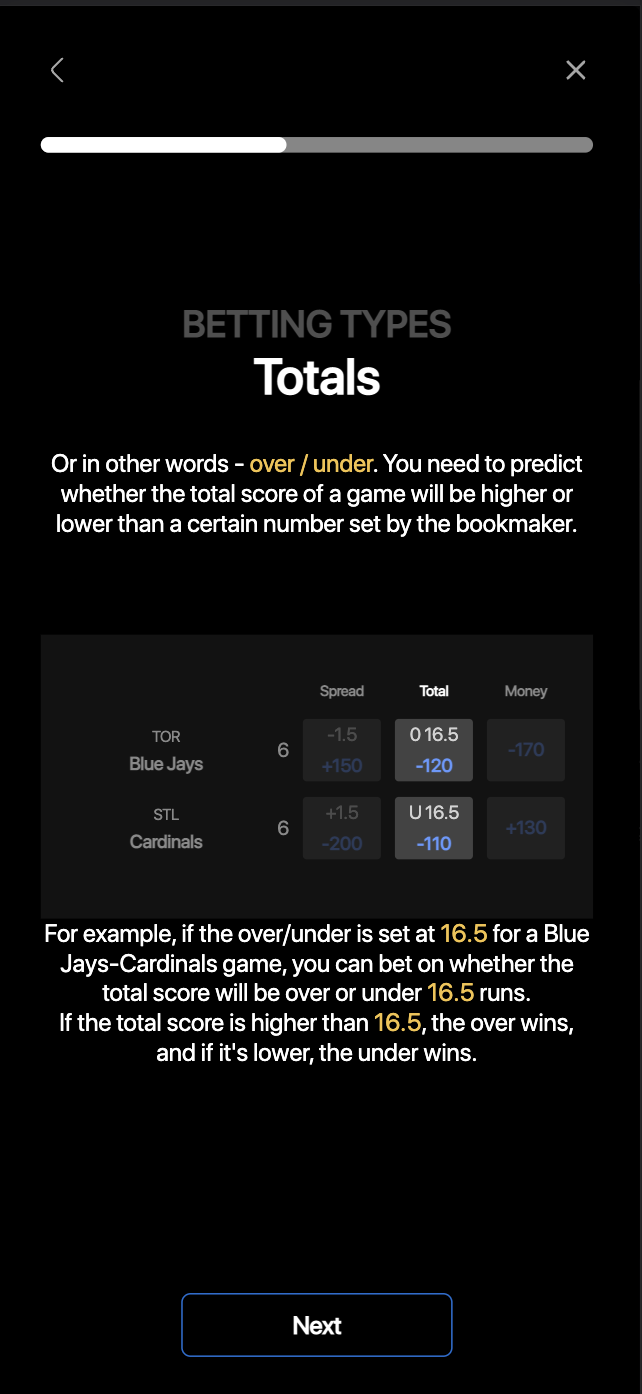 BETTING TYPES
Totals
Or in other words - over / under. You need to predict
whether the total score of a game will be higher or
lower than a certain number set by the bookmaker.
Spread Total Money
TOR
Blue Jays
6
-1.5
+150
0 16.5
-120
-170
STL
Cardinals
6
+1.5
-200
U 16.5
-110
+130
For example, if the over/under is set at 16.5 for a Blue
Jays-Cardinals game, you can bet on whether the
total score will be over or under 16.5 runs.
If the total score is higher than 16.5, the over wins,
and if it's lower, the under wins.
Next